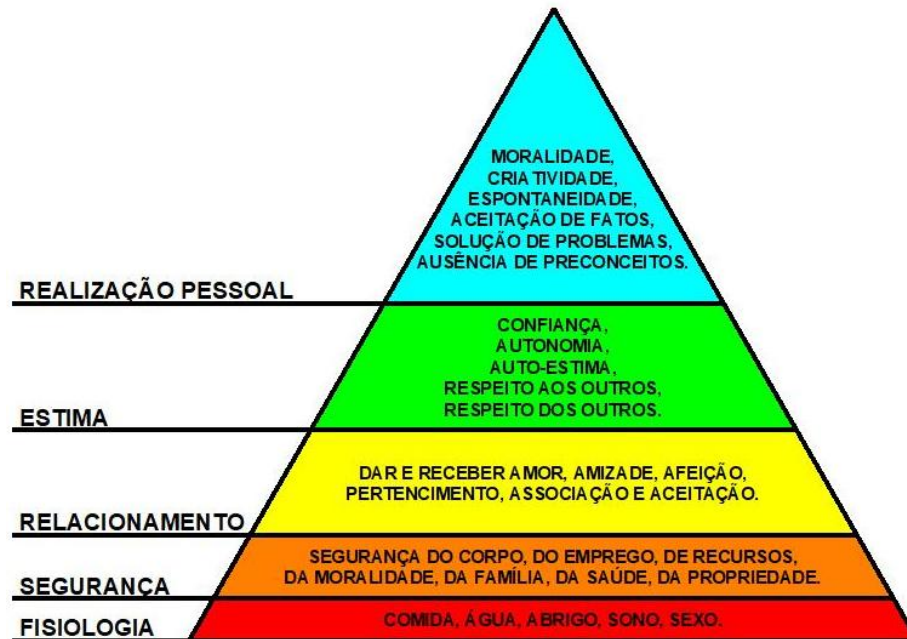 MORALIDADE,
CRIATIVIDADE,
ESPONTANEIDADE,
ACEITAÇÃO DE FATOS,
SOLUÇÃO DE PROBLEMAS,
AUSÊNCIA DE PRECONCEITOS.
REALIZAÇÃO PESSOAL
CONFIANÇA,
AUTONOMIA,
AUTO-ESTIMA,
RESPEITO AOS OUTROS,
RESPEITO DOS OUTROS.
ESTIMA
DAR E RECEBER AMOR, AMIZADE, AFEIÇÃO,
PERTENCIMENTO, ASSOCIAÇÃO E ACEITAÇÃO.
RELACIONAMENTO
SEGURANÇA DO CORPO, DO EMPREGO, DE RECURSOS,
DA MORALIDADE, DA FAMÍLIA, DA SAÚDE, DA PROPRIEDADE.
SEGURANÇA
COMIDA, ÁGUA, ABRIGO, SONO, SEXO.
FISIOLOGIA